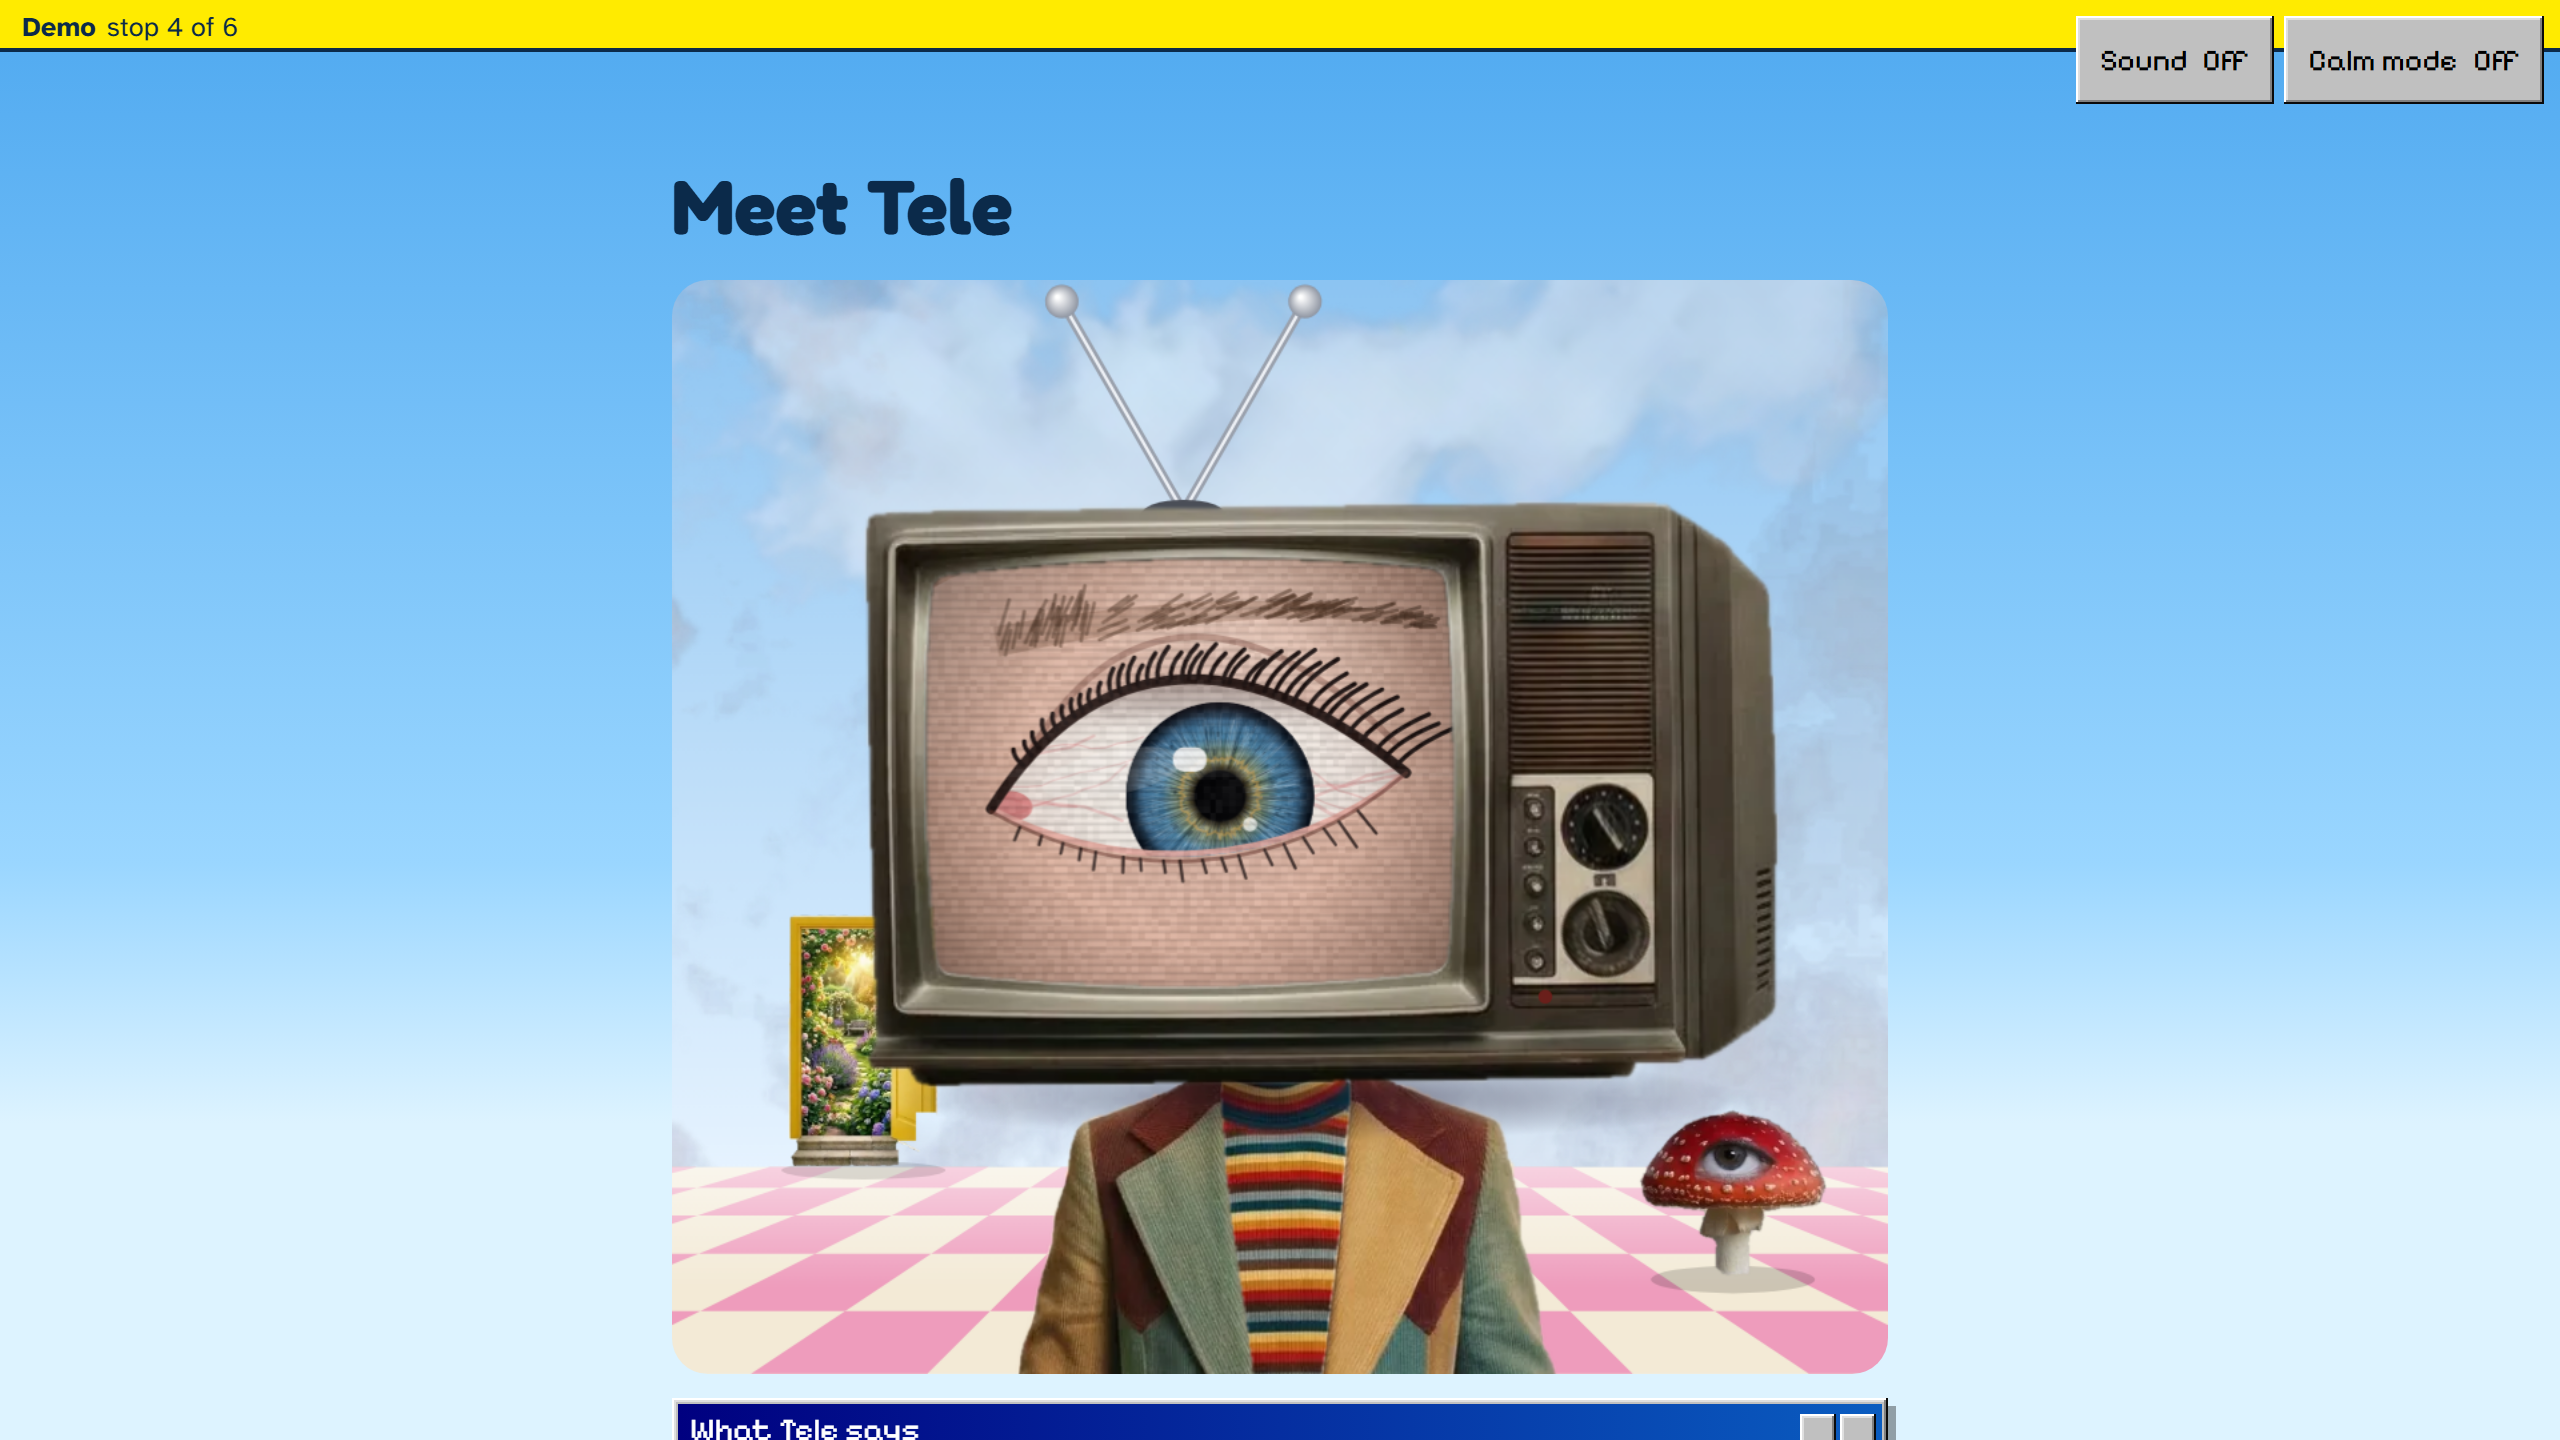 Demo stop 4 of 6
Sound Off
Calm mode Off
Meet Tele
What Tele says